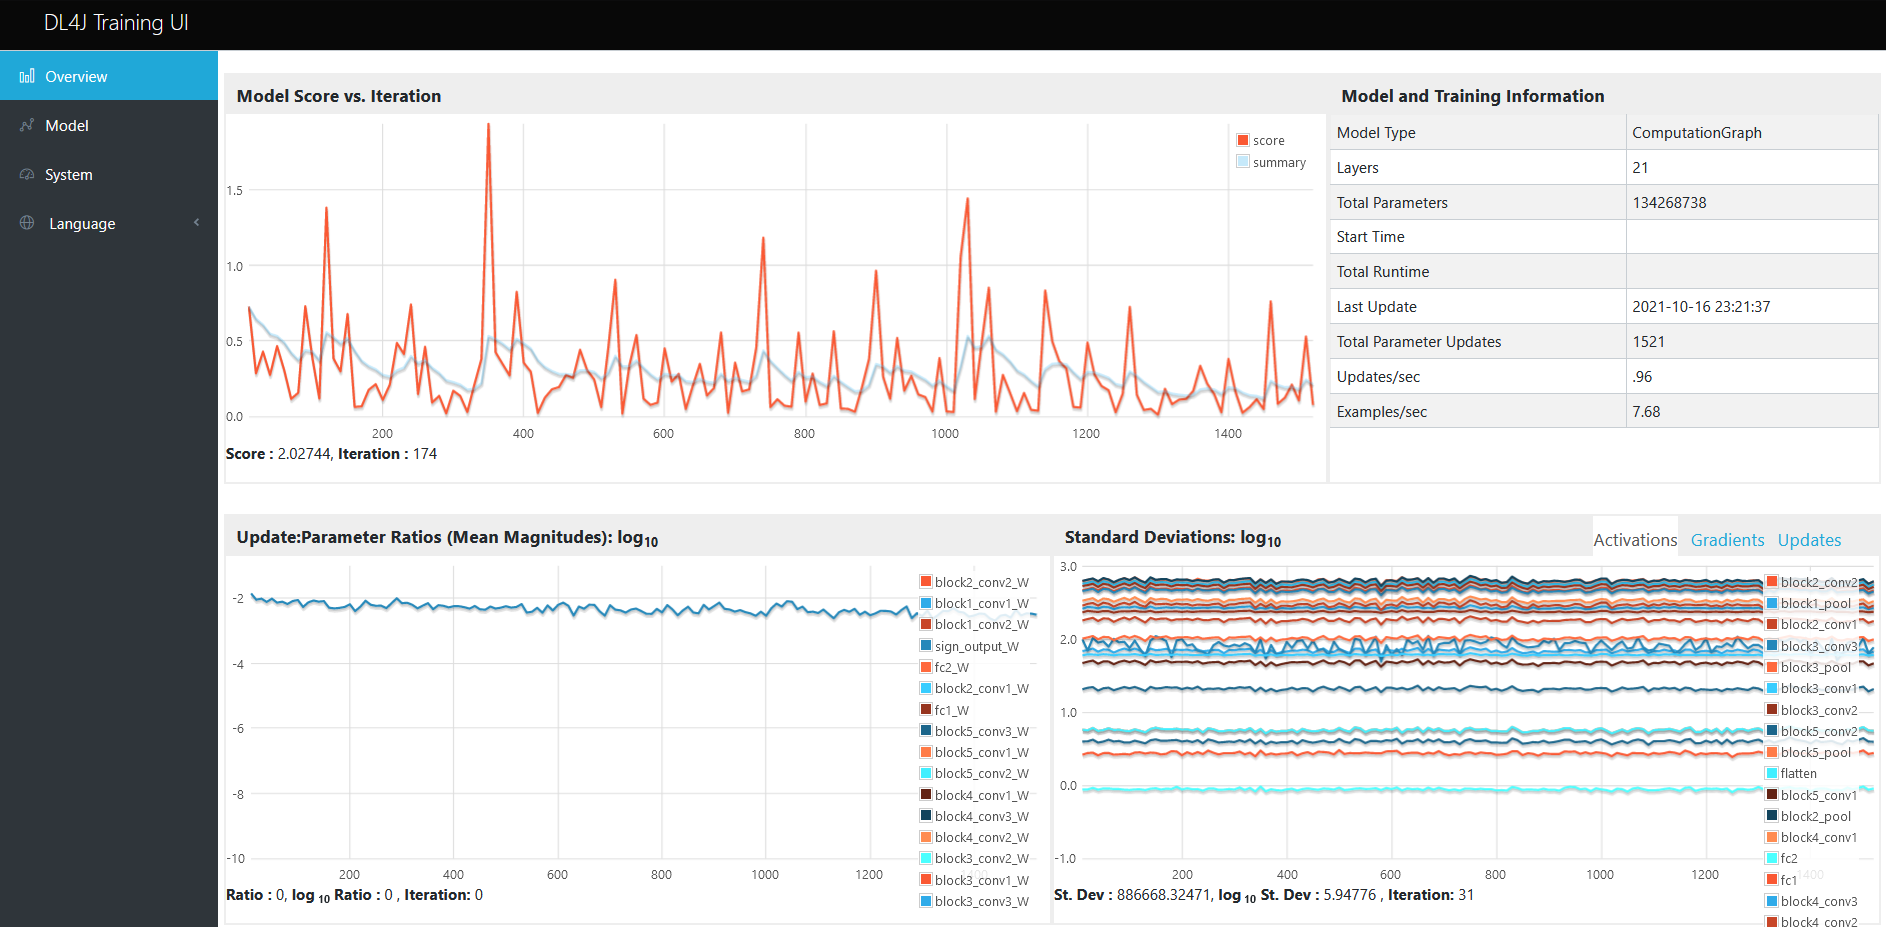 DL4J Training UI
Overview
Model
System
Language
Model Score vs. Iteration
score
summary
1.5
1.0
0.5
0.0
200 400 600 800 1000 1200 1400
Score : 2.02744, Iteration : 174
Model and Training Information
Model Type ComputationGraph
Layers 21
Total Parameters 134268738
Start Time
Total Runtime
Last Update 2021-10-16 23:21:37
Total Parameter Updates 1521
Updates/sec .96
Examples/sec 7.68
Update:Parameter Ratios (Mean Magnitudes): log10
-2
-4
-6
-8
-10
block2_conv2_W
block1_conv1_W
block1_conv2_W
sign_output_W
fc2_W
block2_conv1_W
fc1_W
block5_conv3_W
block5_conv1_W
block5_conv2_W
block4_conv1_W
block4_conv3_W
block4_conv2_W
block3_conv2_W
block3_conv1_W
block3_conv3_W
200 400 600 800 1000 1200 1400
Ratio : 0, log 10 Ratio : 0 , Iteration: 0
Standard Deviations: log10
Activations Gradients Updates
3.0
2.0
1.0
0.0
-1.0
block2_conv2
block1_pool
block2_conv1
block3_conv3
block3_pool
block3_conv1
block3_conv2
block5_conv2
block5_pool
flatten
block5_conv1
block2_pool
block4_conv1
fc2
fc1
block4_conv3
block4_conv2
200 400 600 800 1000 1200 1400
St. Dev : 886668.32471, log 10 St. Dev : 5.94776 , Iteration: 31